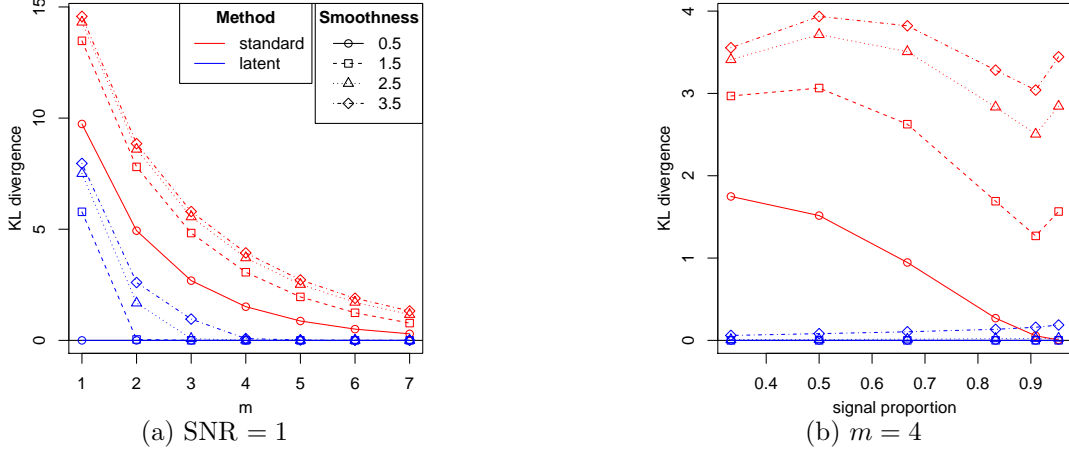 Method
standard
latent
Smoothness
0.5
1.5
2.5
3.5
KL divergence
0
5
10
15
1 2 3 4 5 6 7
m
(a) SNR = 1
KL divergence
0
1
2
3
4
0.4 0.5 0.6 0.7 0.8 0.9
signal proportion
(b) m = 4